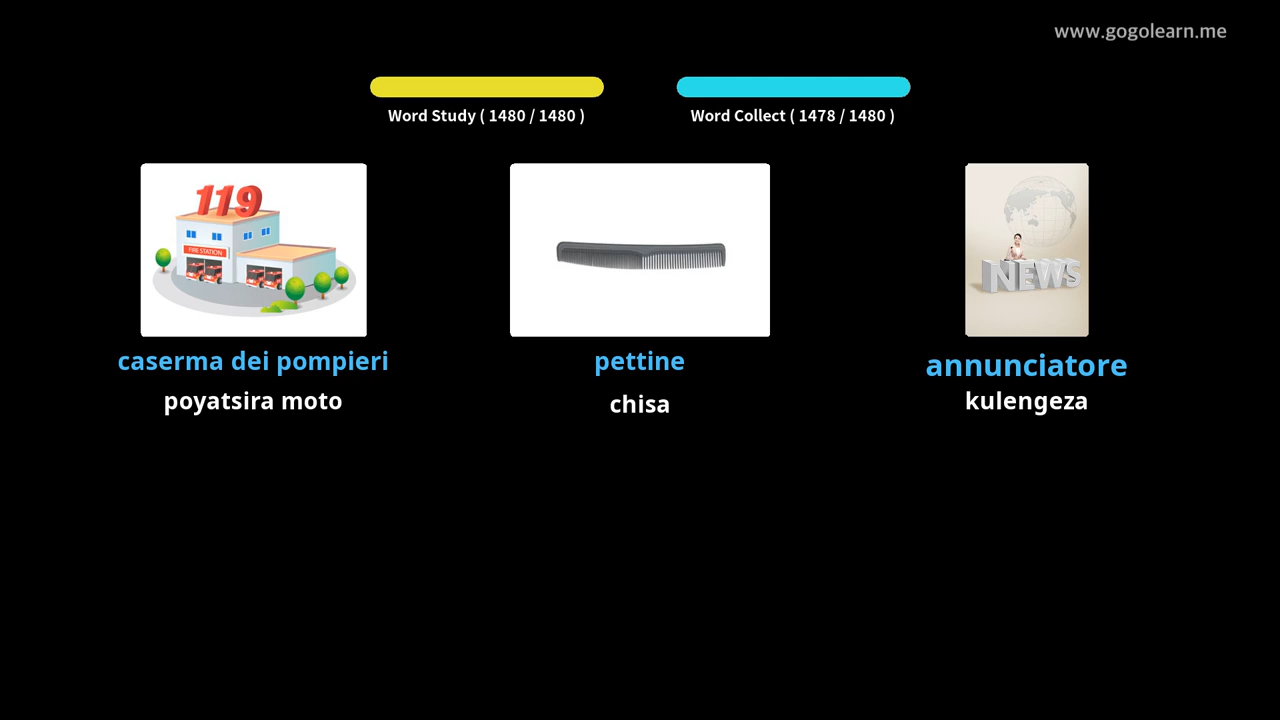 www.gogolearn.me
Word Study ( 1480 / 1480 )
Word Collect ( 1478 / 1480 )
119
FIRE STATION
NEWS
caserma dei pompieri
pettine
annunciatore
poyatsira moto
chisa
kulengeza